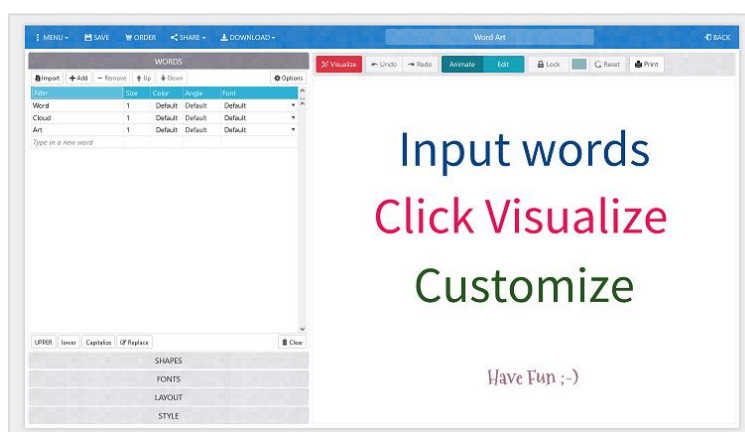 MENU SAVE ORDER SHARE DOWNLOAD Word Art BACK
WORDS
Import Add Remove Up Down Options
Filter Size Color Angle Font
Word 1 Default Default Default
Cloud 1 Default Default Default
Art 1 Default Default Default
Type in a new word
UPPER lower Capitalize Replace Clear
SHAPES
FONTS
LAYOUT
STYLE
Visualize Undo Redo Animate Edit Lock Reset Print
Input words
Click Visualize
Customize
Have Fun ;-)